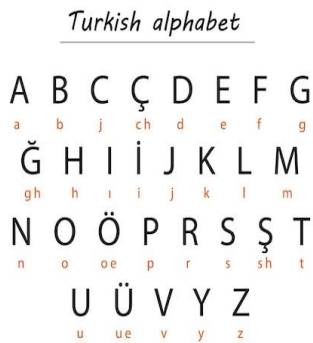 Turkish alphabet
A B C Ç D E F G
a b j ch d e f g
Ğ H I İ J K L M
gh h ı i j k l m
N O Ö P R S Ş T
n o oe p r s sh t
U Ü V Y Z
u ue v y z